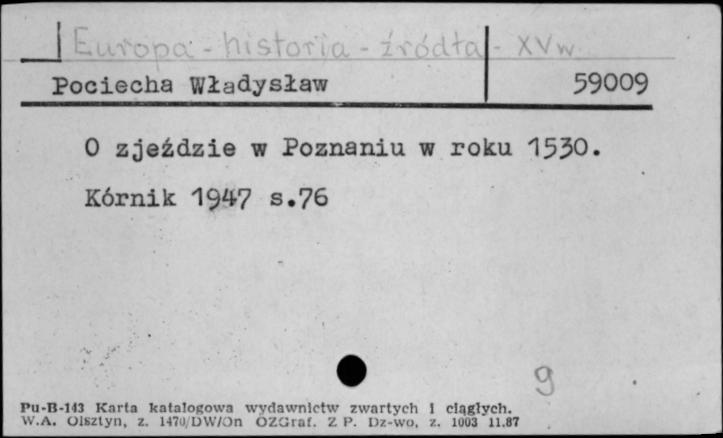 Europa - historia - źródła - XV w.
Pociecha Władysław 59009
O zjeździe w Poznaniu w roku 1530.
Kórnik 1947 s.76
9
Pu-B-143 Karta katalogowa wydawnictw zwartych i ciągłych.
W.A. Olsztyn, z. 1470/DW/On OZGraf. Z.P. Dz-wo, z. 1003 11.87